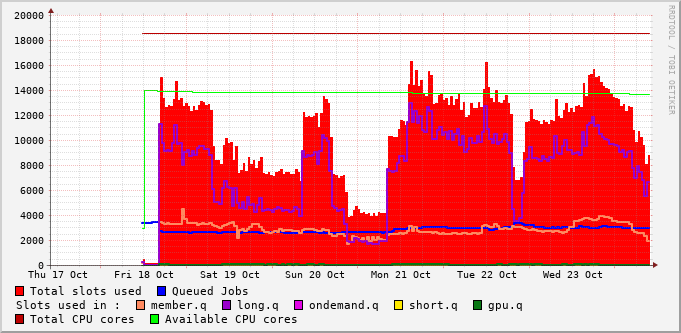 20000
18000
16000
14000
12000
10000
8000
6000
4000
2000
0
Thu 17 Oct Fri 18 Oct Sat 19 Oct Sun 20 Oct Mon 21 Oct Tue 22 Oct Wed 23 Oct
RRDTOOL / TOBI OETIKER
Total slots used Queued Jobs
Slots used in : member.q long.q ondemand.q short.q gpu.q
Total CPU cores Available CPU cores